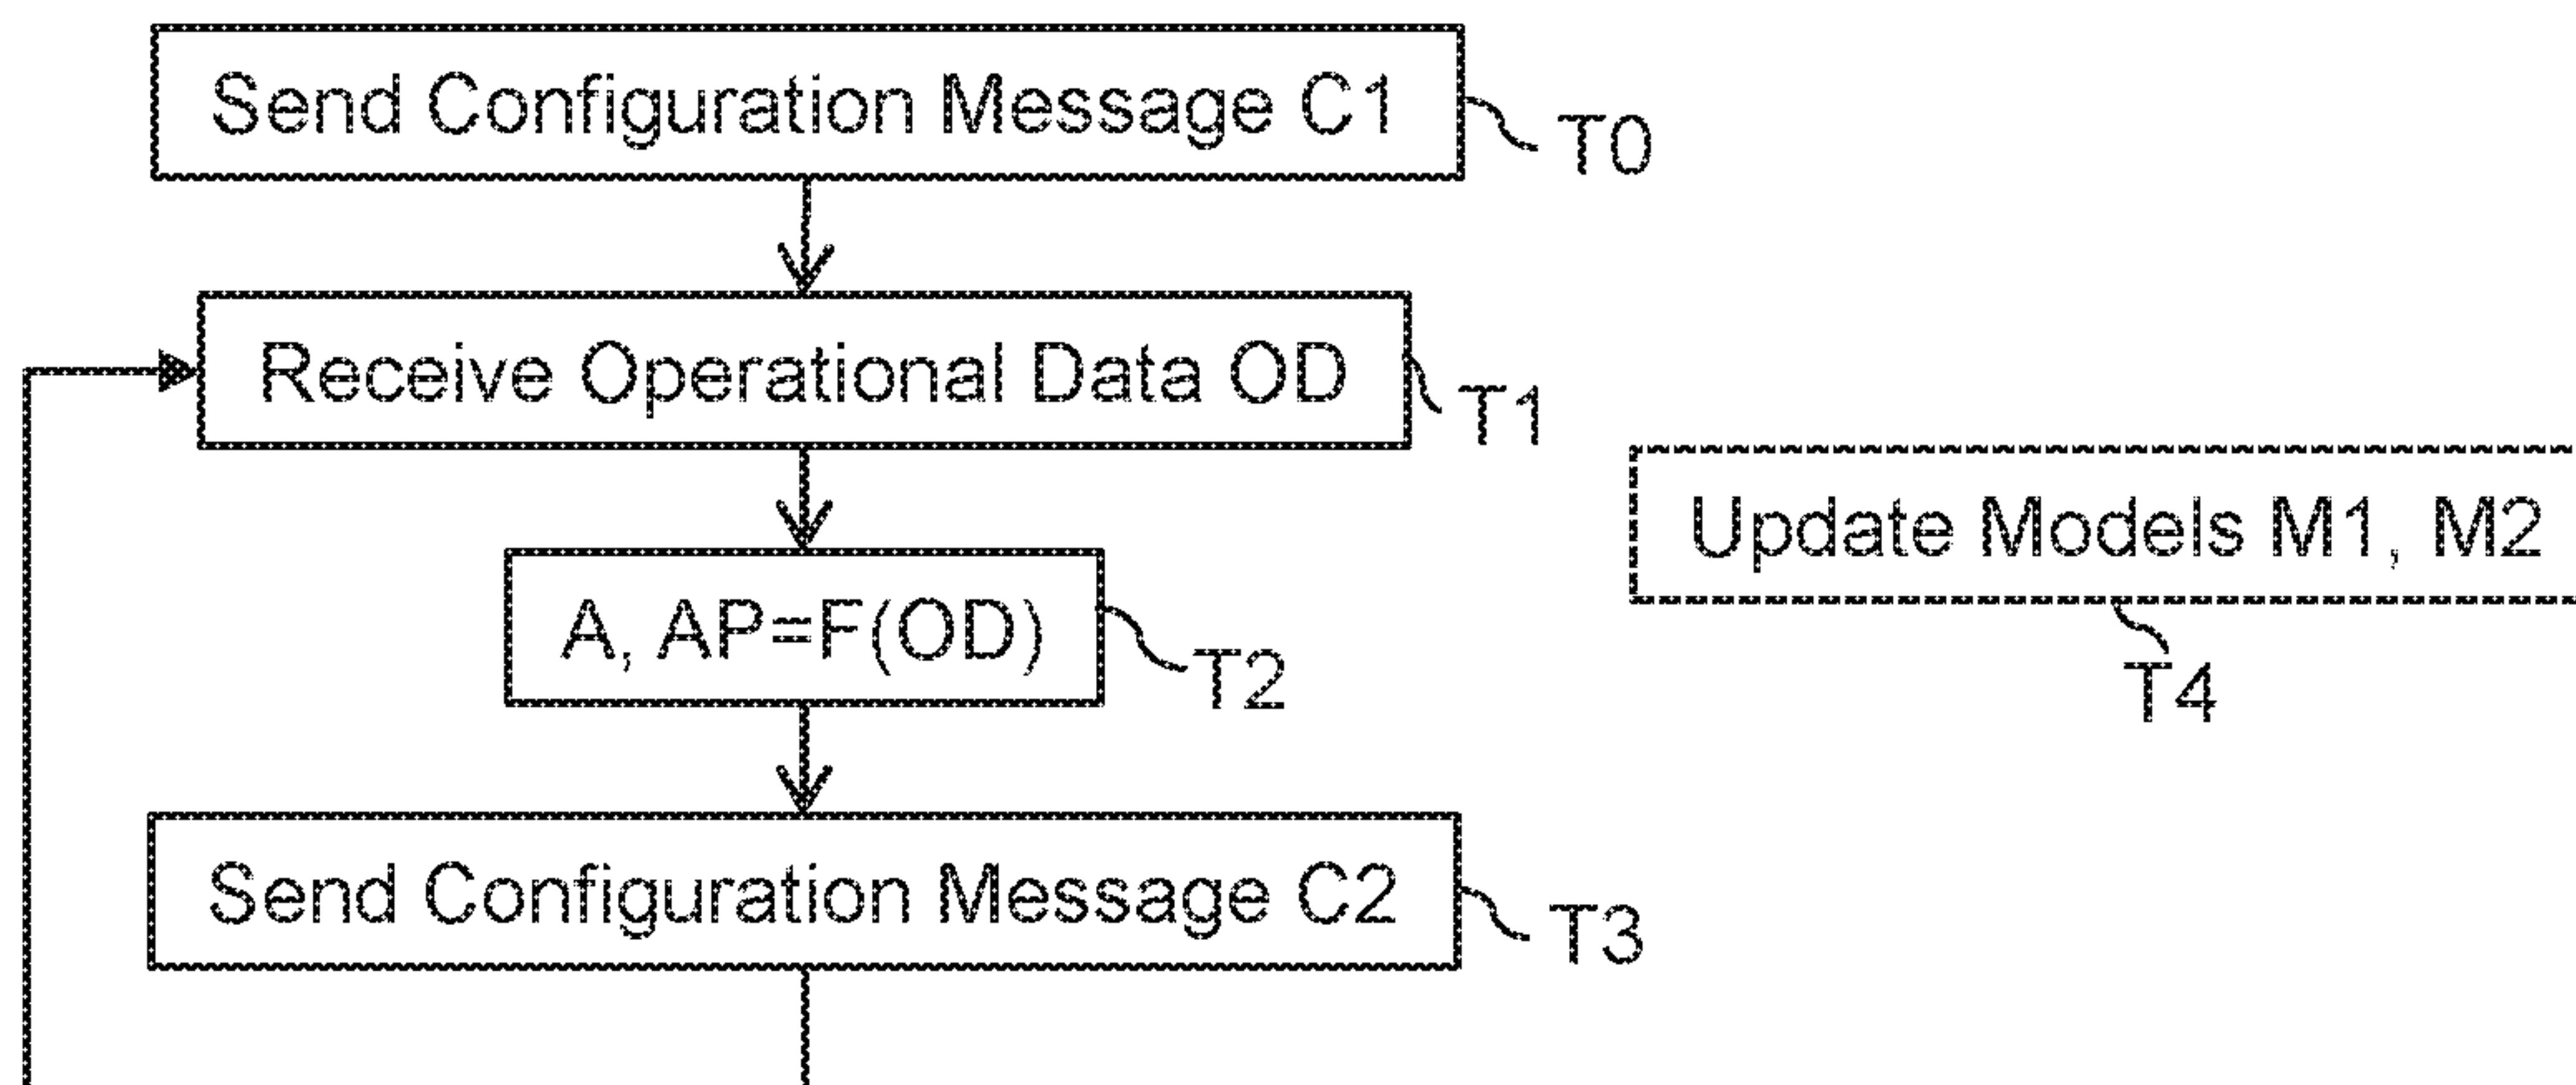 Send Configuration Message C1
T0
Receive Operational Data OD
T1
Update Models M1, M2
T4
A, AP=F(OD)
T2
Send Configuration Message C2
T3